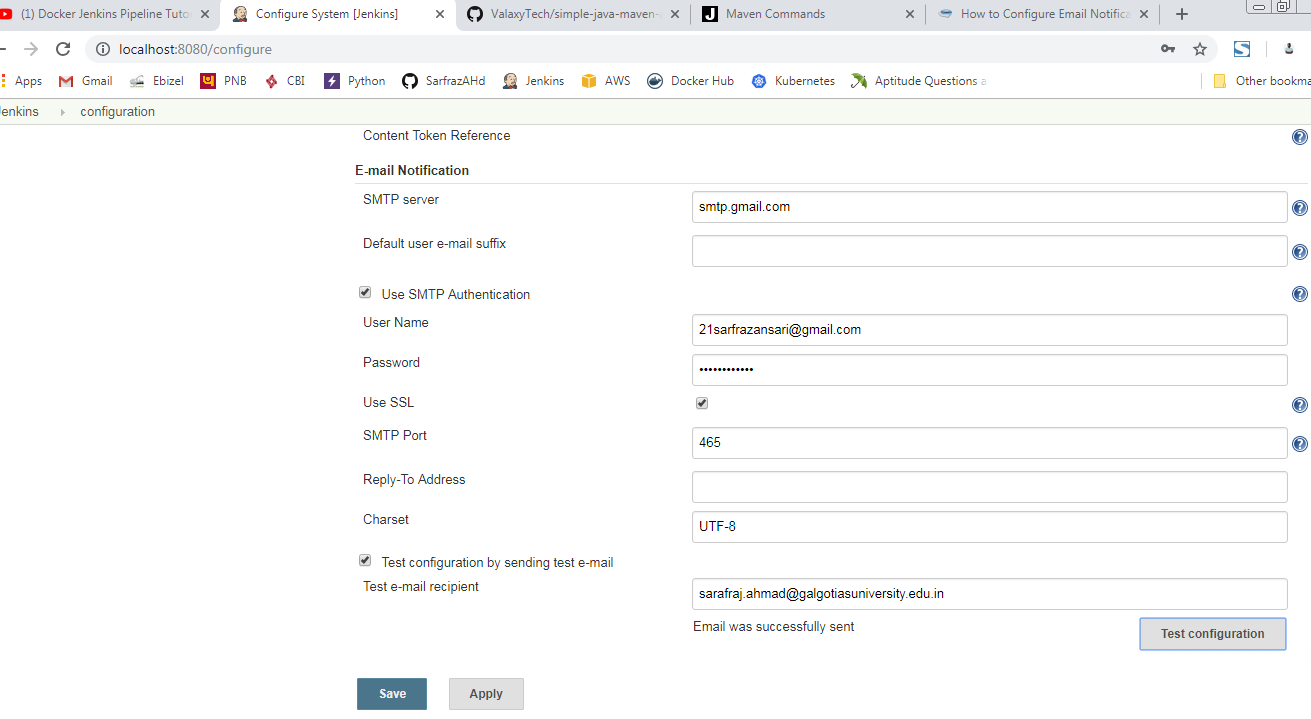 (1) Docker Jenkins Pipeline Tuto
Configure System [Jenkins]
ValaxyTech/simple-java-maven-
Maven Commands
How to Configure Email Notifica
localhost:8080/configure
Apps Gmail Ebizel PNB CBI Python SarfrazAHd Jenkins AWS Docker Hub Kubernetes Aptitude Questions a Other bookma
enkins configuration
Content Token Reference
E-mail Notification
SMTP server
smtp.gmail.com
Default user e-mail suffix
Use SMTP Authentication
User Name
21sarfrazansari@gmail.com
Password
••••••••••••
Use SSL
SMTP Port
465
Reply-To Address
Charset
UTF-8
Test configuration by sending test e-mail
Test e-mail recipient
sarafraj.ahmad@galgotiasuniversity.edu.in
Email was successfully sent
Test configuration
Save Apply